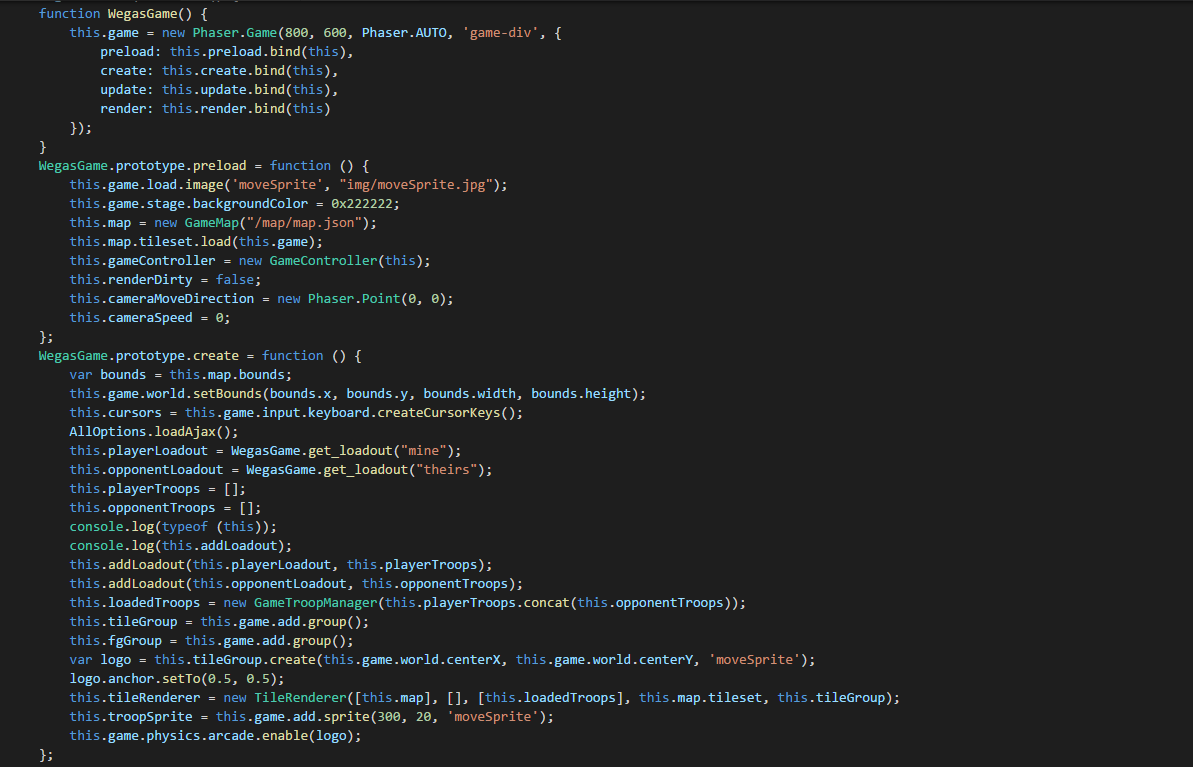 function WegasGame() {
    this.game = new Phaser.Game(800, 600, Phaser.AUTO, 'game-div', {
        preload: this.preload.bind(this),
        create: this.create.bind(this),
        update: this.update.bind(this),
        render: this.render.bind(this)
    });
}
WegasGame.prototype.preload = function () {
    this.game.load.image('moveSprite', "img/moveSprite.jpg");
    this.game.stage.backgroundColor = 0x222222;
    this.map = new GameMap("/map/map.json");
    this.map.tileset.load(this.game);
    this.gameController = new GameController(this);
    this.renderDirty = false;
    this.cameraMoveDirection = new Phaser.Point(0, 0);
    this.cameraSpeed = 0;
};
WegasGame.prototype.create = function () {
    var bounds = this.map.bounds;
    this.game.world.setBounds(bounds.x, bounds.y, bounds.width, bounds.height);
    this.cursors = this.game.input.keyboard.createCursorKeys();
    AllOptions.loadAjax();
    this.playerLoadout = WegasGame.get_loadout("mine");
    this.opponentLoadout = WegasGame.get_loadout("theirs");
    this.playerTroops = [];
    this.opponentTroops = [];
    console.log(typeof (this));
    console.log(this.addLoadout);
    this.addLoadout(this.playerLoadout, this.playerTroops);
    this.addLoadout(this.opponentLoadout, this.opponentTroops);
    this.loadedTroops = new GameTroopManager(this.playerTroops.concat(this.opponentTroops));
    this.tileGroup = this.game.add.group();
    this.fgGroup = this.game.add.group();
    var logo = this.tileGroup.create(this.game.world.centerX, this.game.world.centerY, 'moveSprite');
    logo.anchor.setTo(0.5, 0.5);
    this.tileRenderer = new TileRenderer([this.map], [], [this.loadedTroops], this.map.tileset, this.tileGroup);
    this.troopSprite = this.game.add.sprite(300, 20, 'moveSprite');
    this.game.physics.arcade.enable(logo);
};